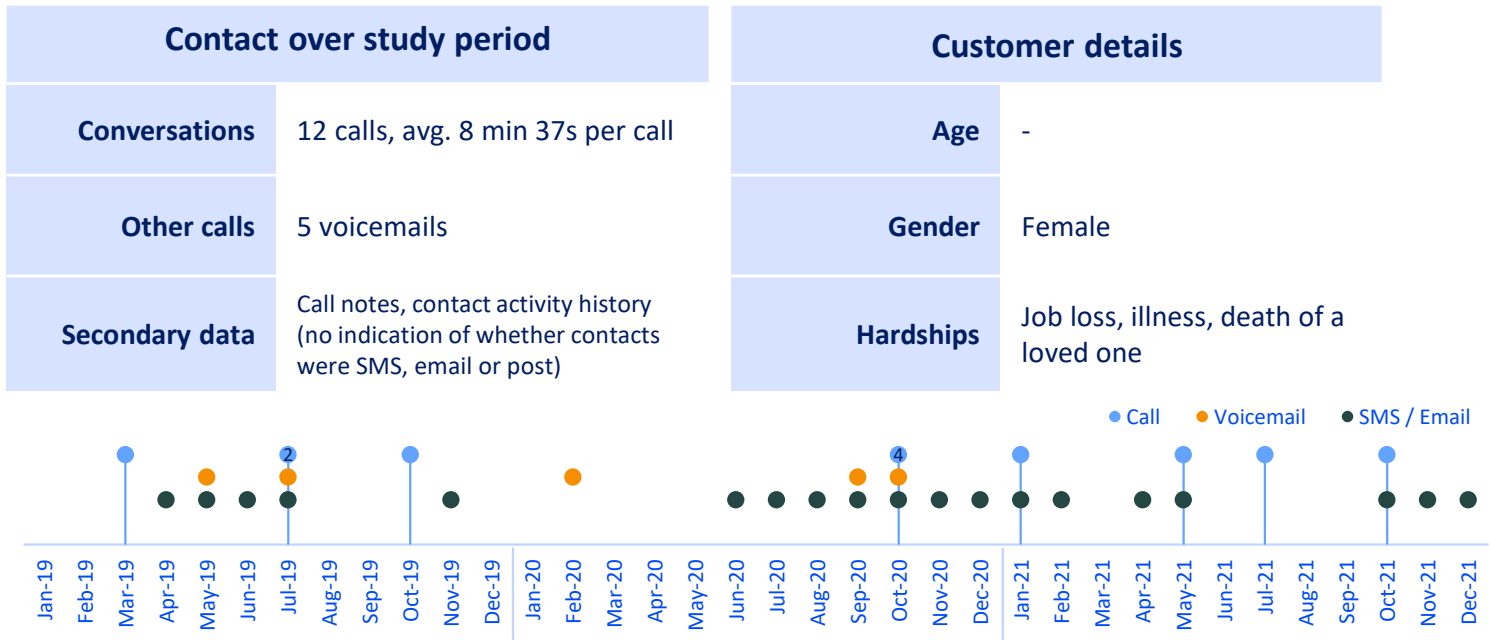 Contact over study period
Conversations
12 calls, avg. 8 min 37s per call
Other calls
5 voicemails
Secondary data
Call notes, contact activity history
(no indication of whether contacts
were SMS, email or post)
Customer details
Age
-
Gender
Female
Hardships
Job loss, illness, death of a
loved one
Call
Voicemail
SMS / Email
2
4
Jan-19
Feb-19
Mar-19
Apr-19
May-19
Jun-19
Jul-19
Aug-19
Sep-19
Oct-19
Nov-19
Dec-19
Jan-20
Feb-20
Mar-20
Apr-20
May-20
Jun-20
Jul-20
Aug-20
Sep-20
Oct-20
Nov-20
Dec-20
Jan-21
Feb-21
Mar-21
Apr-21
May-21
Jun-21
Jul-21
Aug-21
Sep-21
Oct-21
Nov-21
Dec-21